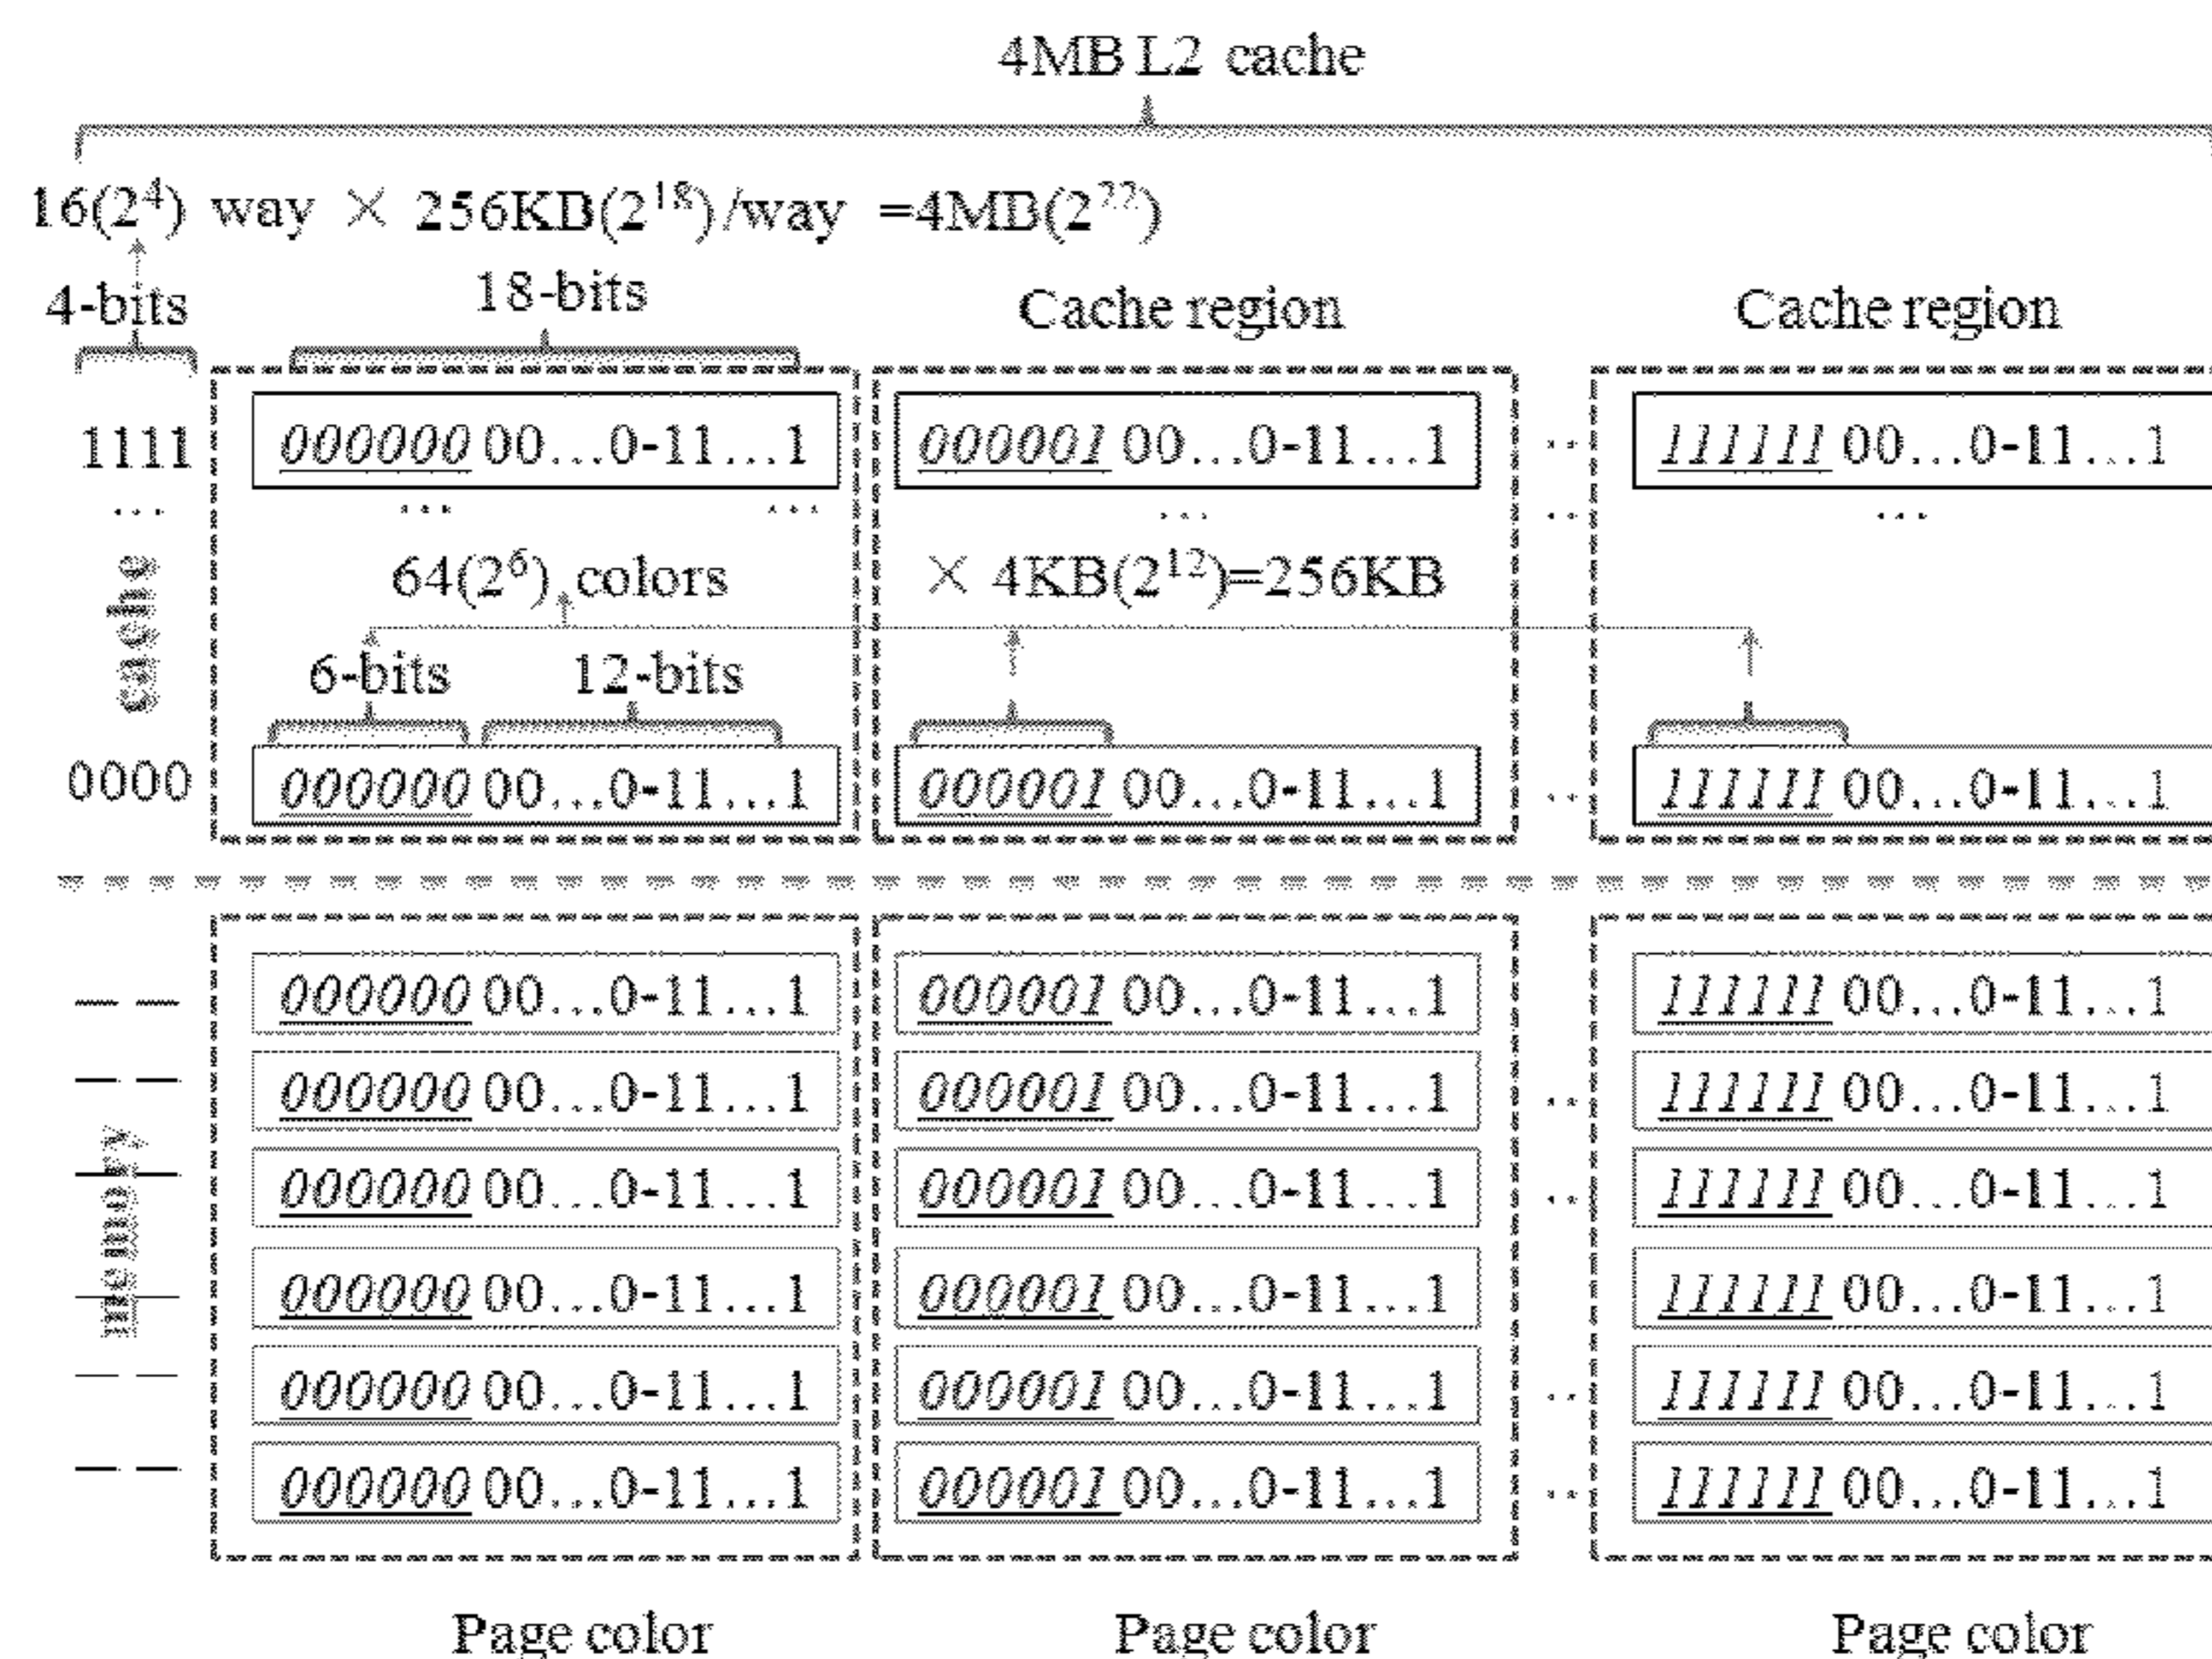 4MB L2 cache
16(2⁴) way × 256KB(2¹⁸)/way =4MB(2²²)
4-bits 18-bits Cache region Cache region
1111 000000 00...0-11...1 000001 00...0-11...1 .. 111111 00...0-11...1
... ... ... ... .. ...
cache
64(2⁶) colors × 4KB(2¹²)=256KB
6-bits 12-bits
0000 000000 00...0-11...1 000001 00...0-11...1 .. 111111 00...0-11...1
memory
— — 000000 00...0-11...1 000001 00...0-11...1 111111 00...0-11...1
— — 000000 00...0-11...1 000001 00...0-11...1 .. 111111 00...0-11...1
— — 000000 00...0-11...1 000001 00...0-11...1 .. 111111 00...0-11...1
— — 000000 00...0-11...1 000001 00...0-11...1 111111 00...0-11...1
— — 000000 00...0-11...1 000001 00...0-11...1 .. 111111 00...0-11...1
— — 000000 00...0-11...1 000001 00...0-11...1 .. 111111 00...0-11...1
Page color Page color Page color